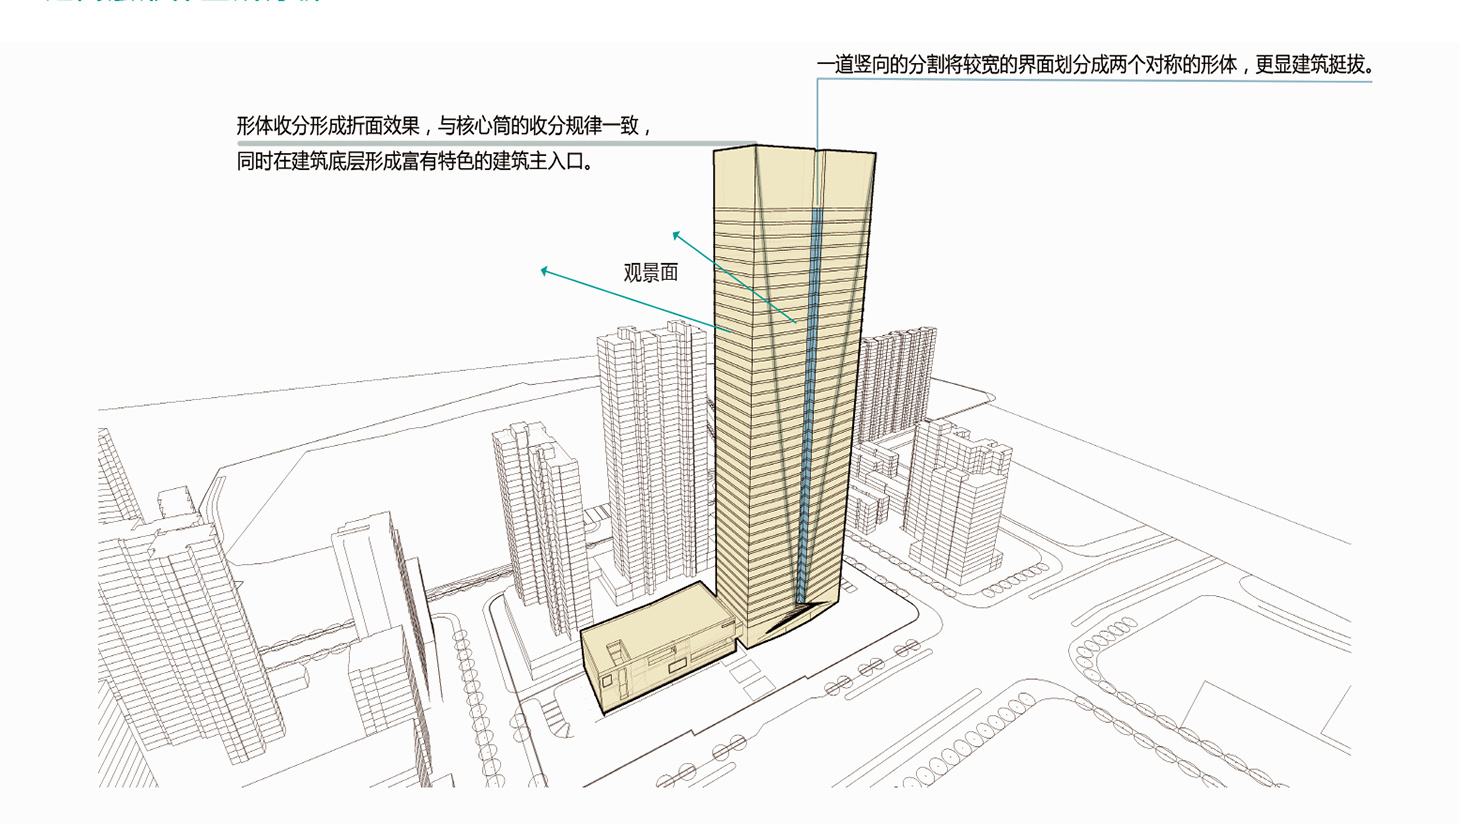 一道竖向的分割将较宽的界面划分成两个对称的形体，更显建筑挺拔。
形体收分形成折面效果，与核心筒的收分规律一致，
同时在建筑底层形成富有特色的建筑主入口。
观景面